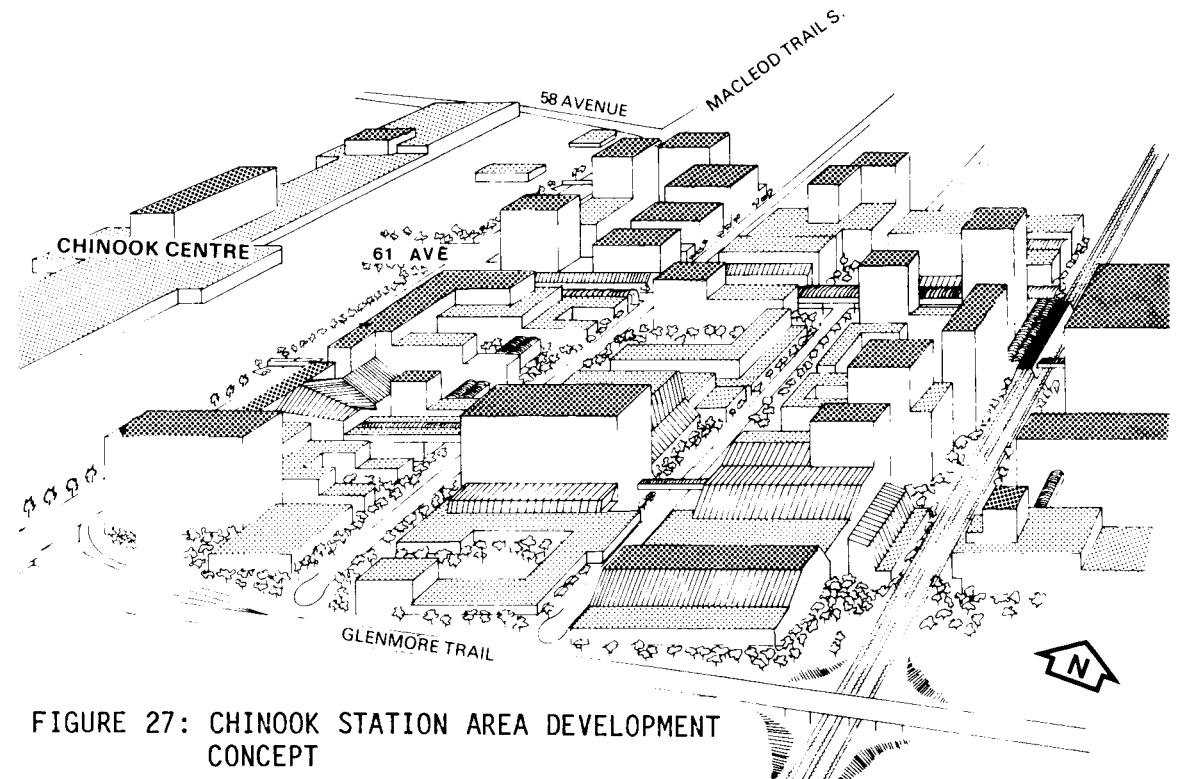 MACLEOD TRAIL S.
58 AVENUE
CHINOOK CENTRE
61 AVE
GLENMORE TRAIL
N
FIGURE 27: CHINOOK STATION AREA DEVELOPMENT
CONCEPT